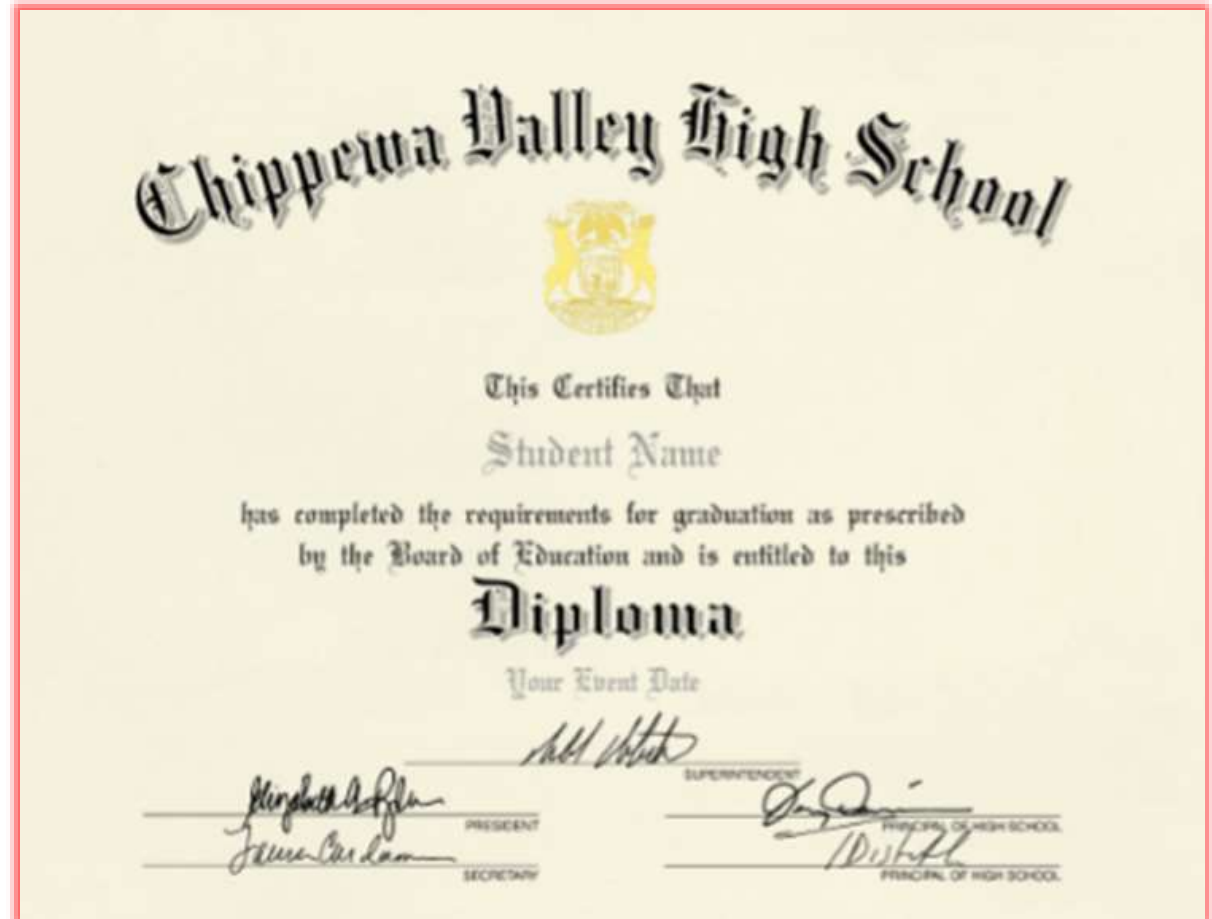 Chippewa Valley High School
This Certifies That
Student Name
has completed the requirements for graduation as prescribed
by the Board of Education and is entitled to this
Diploma
Your Event Date
SUPERINTENDENT
PRESIDENT
PRINCIPAL OF HIGH SCHOOL
SECRETARY
PRINCIPAL OF HIGH SCHOOL